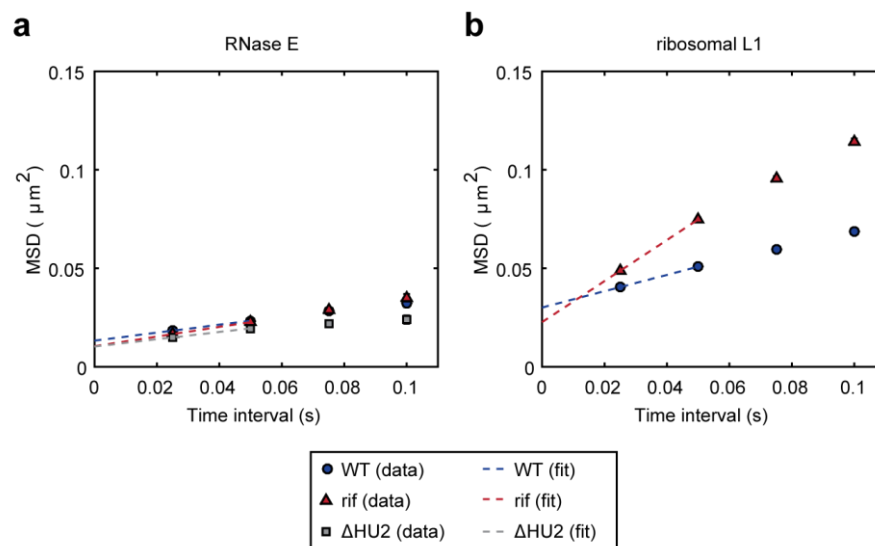 a
RNase E
0.15
0.1
0.05
0
MSD ( μm²)
0 0.02 0.04 0.06 0.08 0.1
Time interval (s)
b
ribosomal L1
0.15
0.1
0.05
0
MSD ( μm²)
0 0.02 0.04 0.06 0.08 0.1
Time interval (s)
WT (data) WT (fit)
rif (data) rif (fit)
ΔHU2 (data) ΔHU2 (fit)